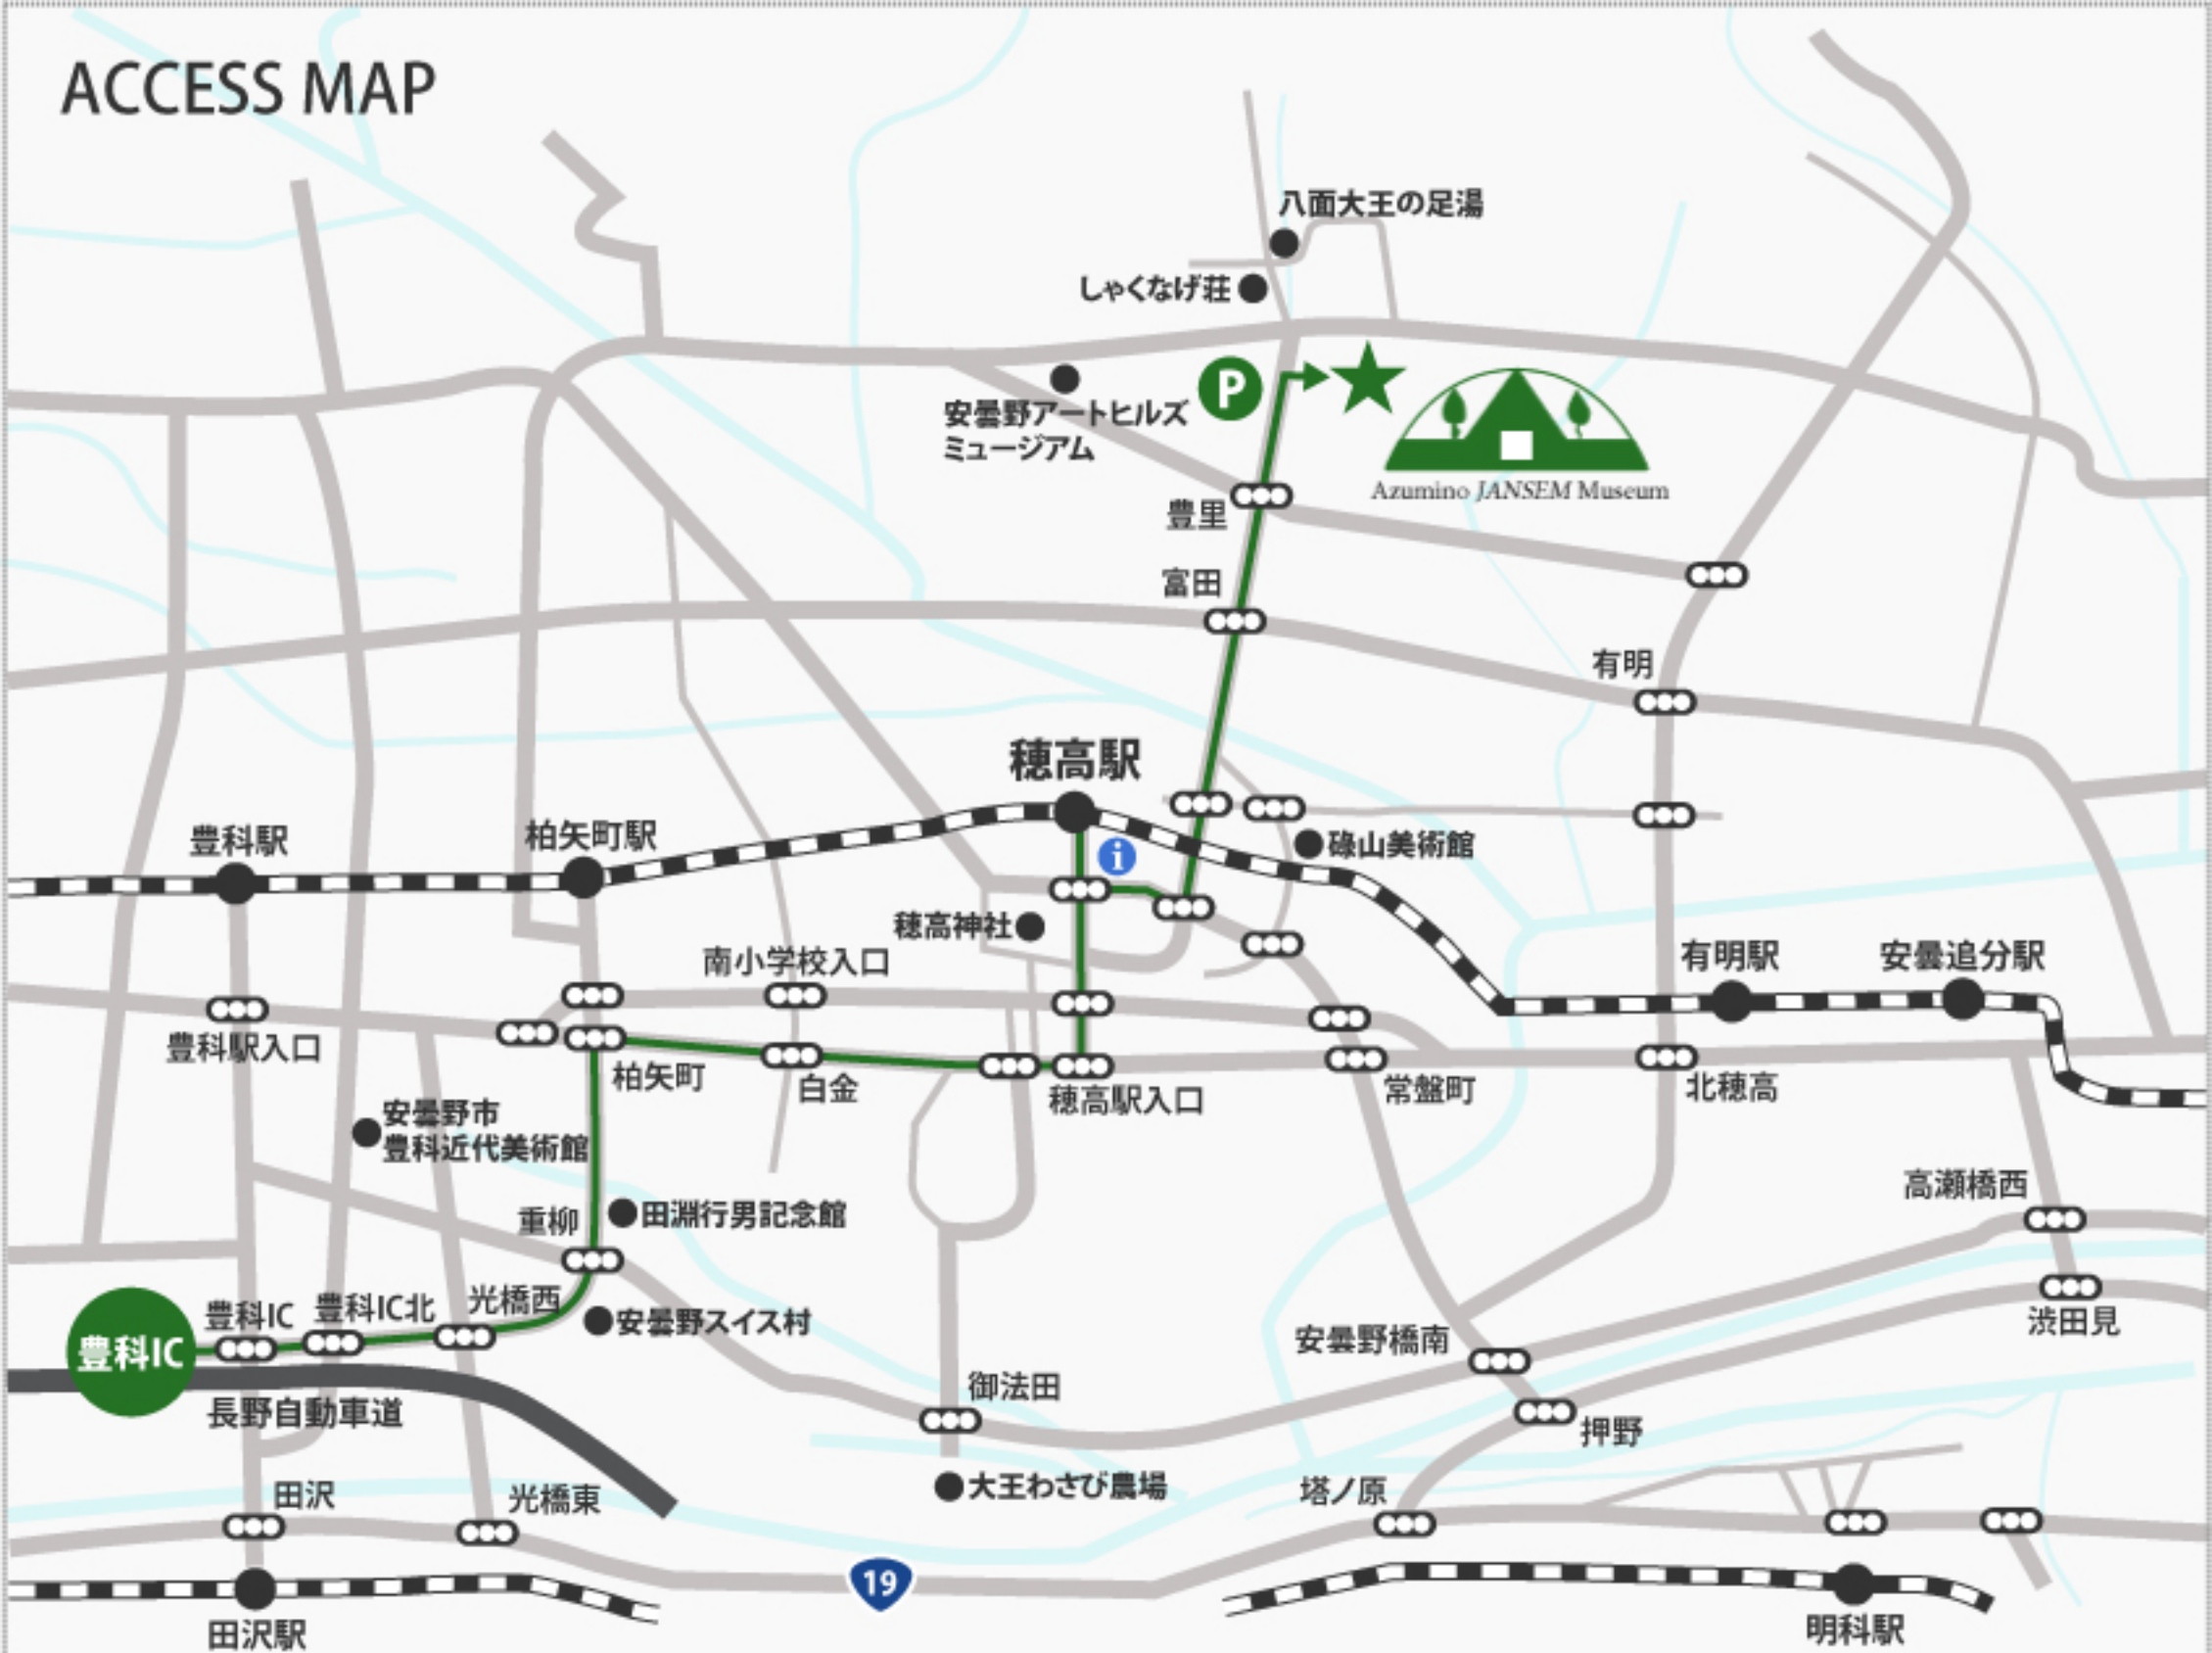 ACCESS MAP
八面大王の足湯
しゃくなげ荘
P
安曇野アートヒルズ
ミュージアム
Azumino JANSEM Museum
豊里
富田
有明
穂高駅
豊科駅
柏矢町駅
i
碌山美術館
穂高神社
南小学校入口
有明駅
安曇追分駅
豊科駅入口
柏矢町
白金
穂高駅入口
常盤町
北穂高
安曇野市
豊科近代美術館
高瀬橋西
重柳
田淵行男記念館
豊科IC
豊科IC
豊科IC北
光橋西
安曇野スイス村
安曇野橋南
渋田見
長野自動車道
御法田
押野
田沢
光橋東
大王わさび農場
塔ノ原
19
田沢駅
明科駅